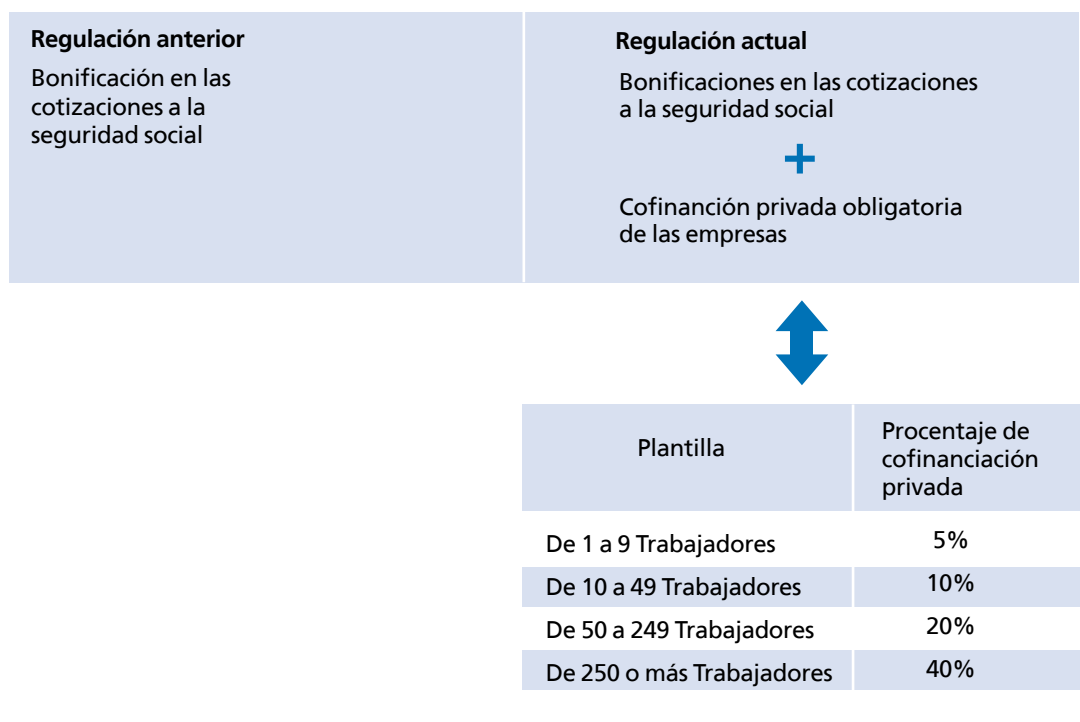 Regulación anterior
Bonificación en las
cotizaciones a la
seguridad social
Regulación actual
Bonificaciones en las cotizaciones
a la seguridad social
+
Cofinanción privada obligatoria
de las empresas
Plantilla
Procentaje de
cofinanciación
privada
De 1 a 9 Trabajadores 5%
De 10 a 49 Trabajadores 10%
De 50 a 249 Trabajadores 20%
De 250 o más Trabajadores 40%